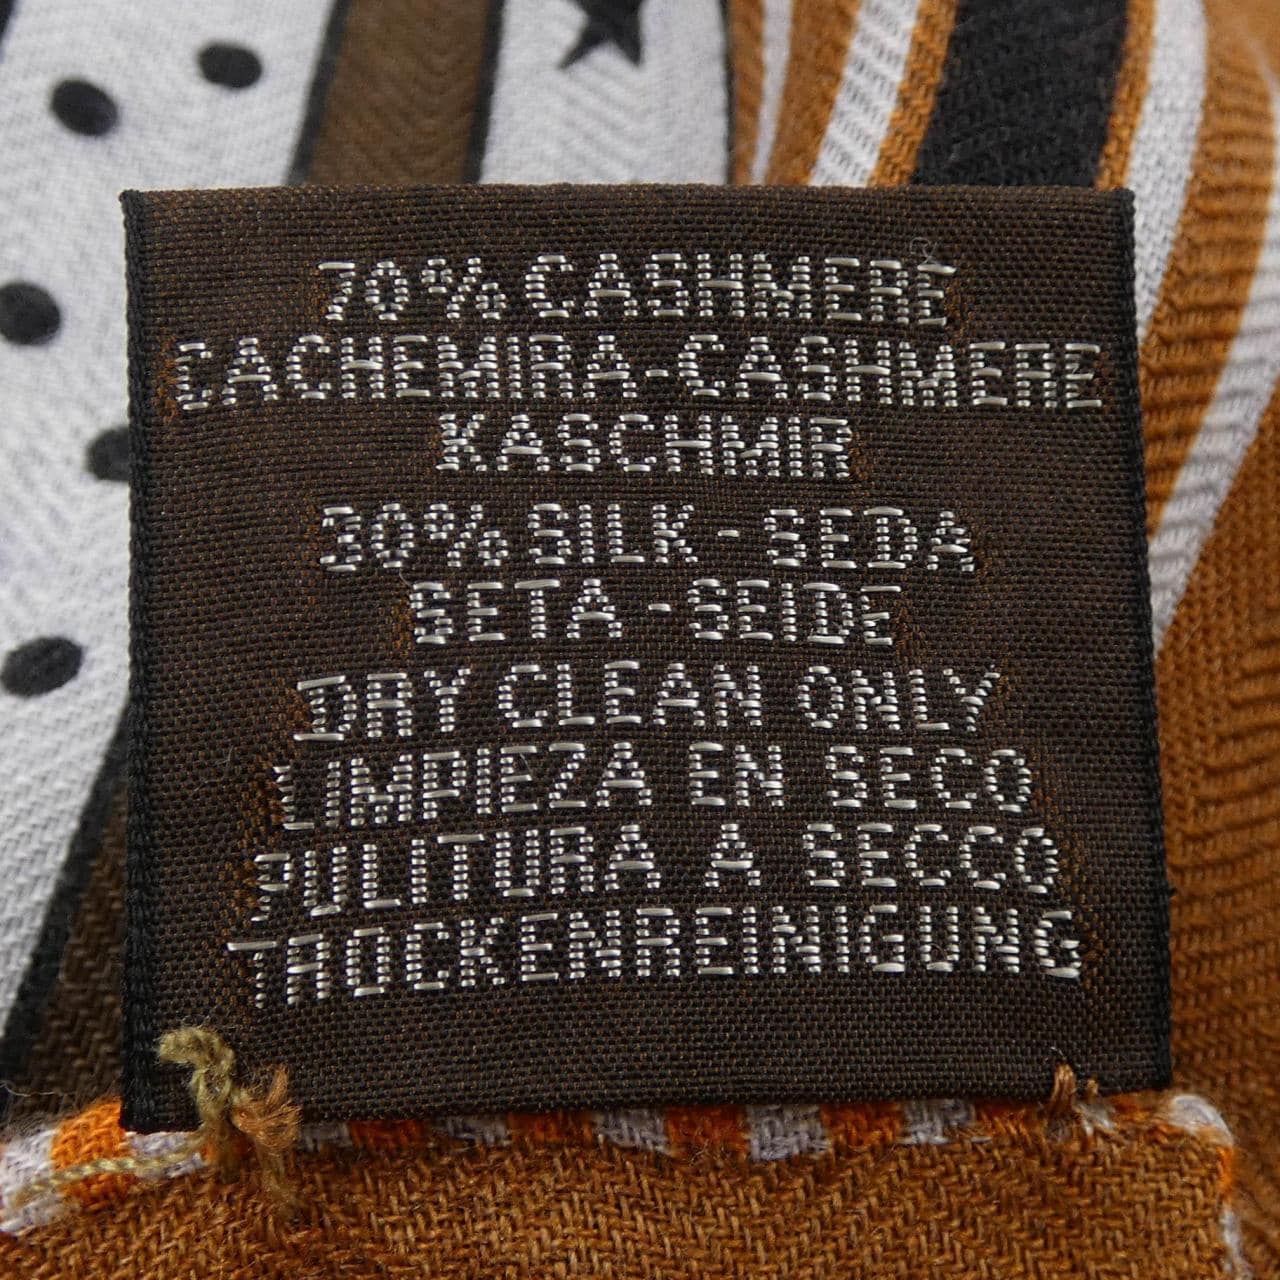 70% CASHMERE
CACHEMIRA-CASHMERE
KASCHMIR
30% SILK - SEDA
SETA - SEIDE
DRY CLEAN ONLY
LIMPIEZA EN SECO
PULITURA A SECCO
TROCKENREINIGUNG